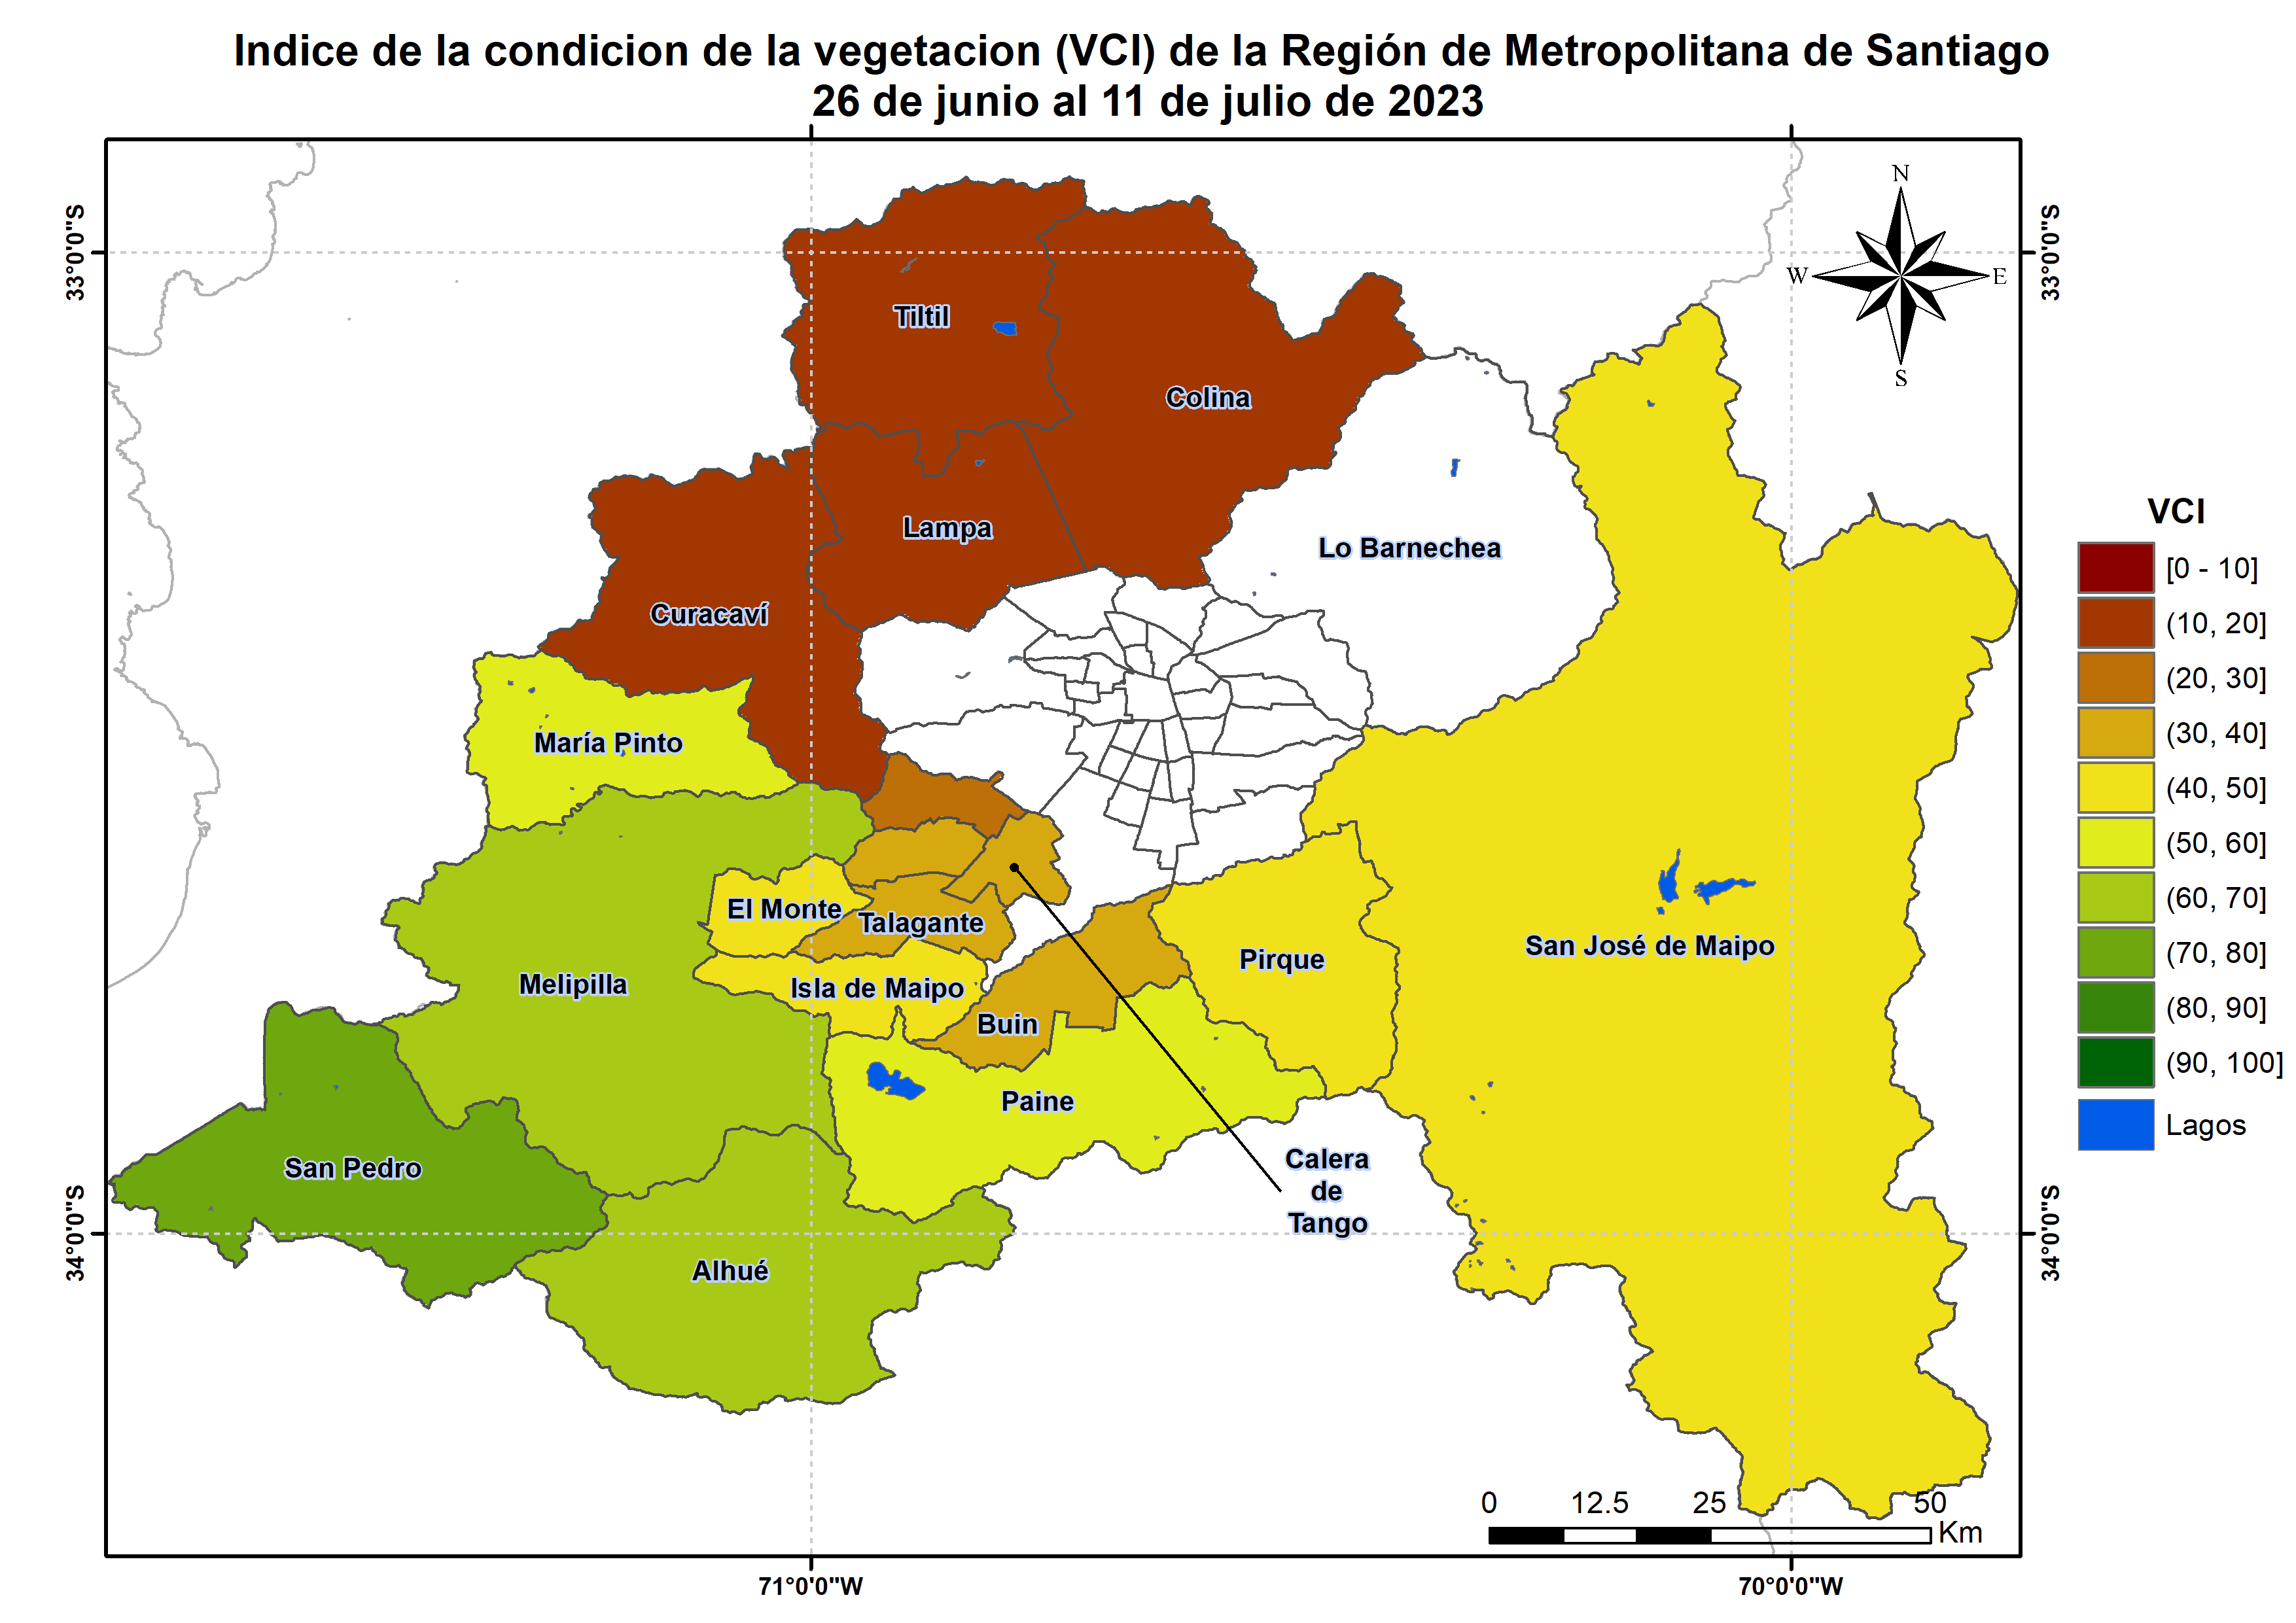 Indice de la condicion de la vegetacion (VCI) de la Región de Metropolitana de Santiago
26 de junio al 11 de julio de 2023
33°0'0"S
33°0'0"S
N
W
E
S
Tiltil
Colina
Lampa
Lo Barnechea
Curacaví
María Pinto
El Monte
Talagante
San José de Maipo
Pirque
Melipilla
Isla de Maipo
Buin
Paine
San Pedro
Calera
de
Tango
Alhué
34°0'0"S
34°0'0"S
VCI
[0 - 10]
(10, 20]
(20, 30]
(30, 40]
(40, 50]
(50, 60]
(60, 70]
(70, 80]
(80, 90]
(90, 100]
Lagos
0 12.5 25 50
Km
71°0'0"W
70°0'0"W